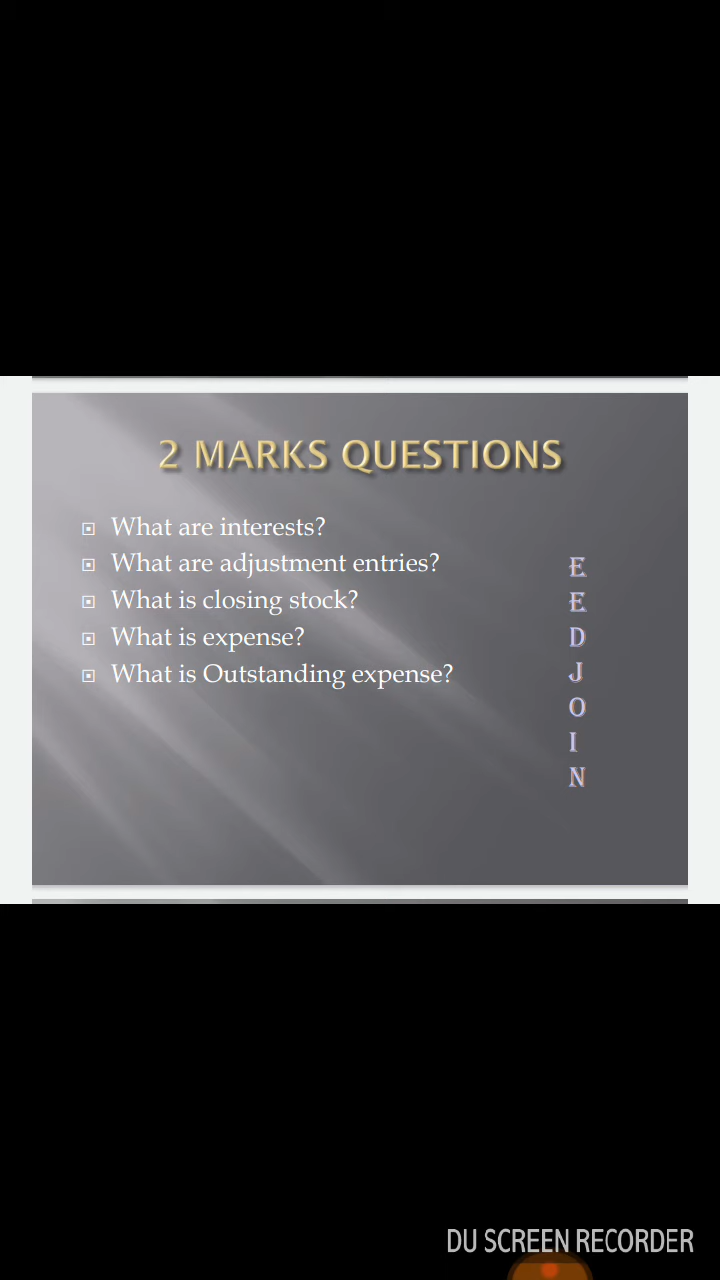 2 MARKS QUESTIONS
What are interests?
What are adjustment entries?
What is closing stock?
What is expense?
What is Outstanding expense?
E
E
D
J
O
I
N
DU SCREEN RECORDER